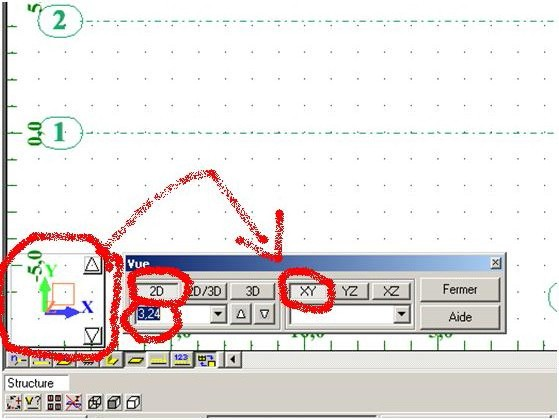 5
2
0,0
1
-5,0
Y
X
Vue
2D
2D/3D
3D
XY
YZ
XZ
Fermer
3,24
Aide
Structure